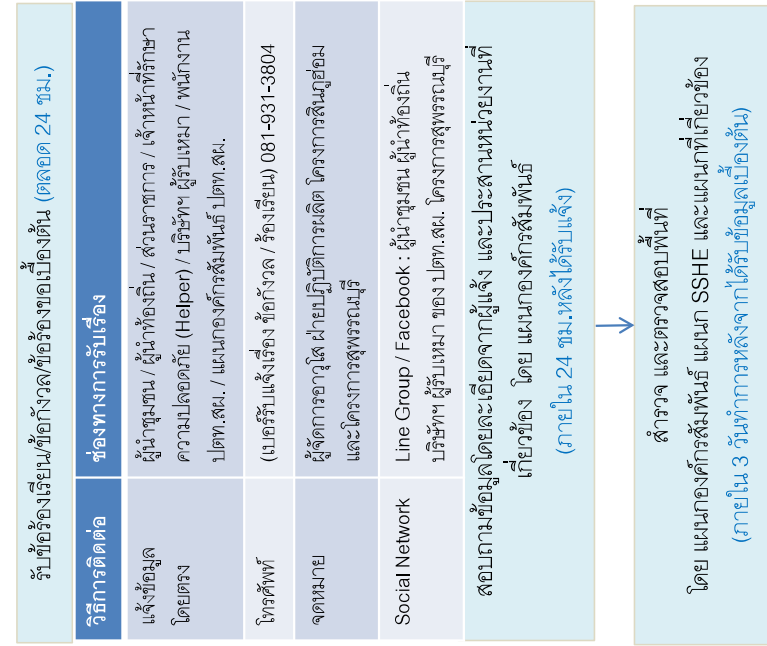 รับข้อร้องเรียน/ข้อกังวล/ข้อร้องขอเบื้องต้น (ตลอด 24 ชม.)
วิธีการติดต่อ ช่องทางการรับเรื่อง
แจ้งข้อมูล
โดยตรง
ผู้นำชุมชน / ผู้นำท้องถิ่น / ส่วนราชการ / เจ้าหน้าที่รักษา
ความปลอดภัย (Helper) / บริษัทฯ ผู้รับเหมา / พนักงาน
ปตท.สผ. / แผนกองค์กรสัมพันธ์ ปตท.สผ.
โทรศัพท์ (เบอร์รับแจ้งเรื่อง ข้อกังวล / ร้องเรียน) 081-931-3804
จดหมาย
ผู้จัดการอาวุโส ฝ่ายปฏิบัติการผลิต โครงการสินภูฮ่อม
และโครงการสุพรรณบุรี
Social Network
Line Group / Facebook : ผู้นำชุมชน ผู้นำท้องถิ่น
บริษัทฯ ผู้รับเหมา ของ ปตท.สผ. โครงการสุพรรณบุรี
สอบถามข้อมูลโดยละเอียดจากผู้แจ้ง และประสานหน่วยงานที่
เกี่ยวข้อง โดย แผนกองค์กรสัมพันธ์
(ภายใน 24 ชม.หลังได้รับแจ้ง)
สำรวจ และตรวจสอบพื้นที่
โดย แผนกองค์กรสัมพันธ์ แผนก SSHE และแผนกที่เกี่ยวข้อง
(ภายใน 3 วันทำการหลังจากได้รับข้อมูลเบื้องต้น)